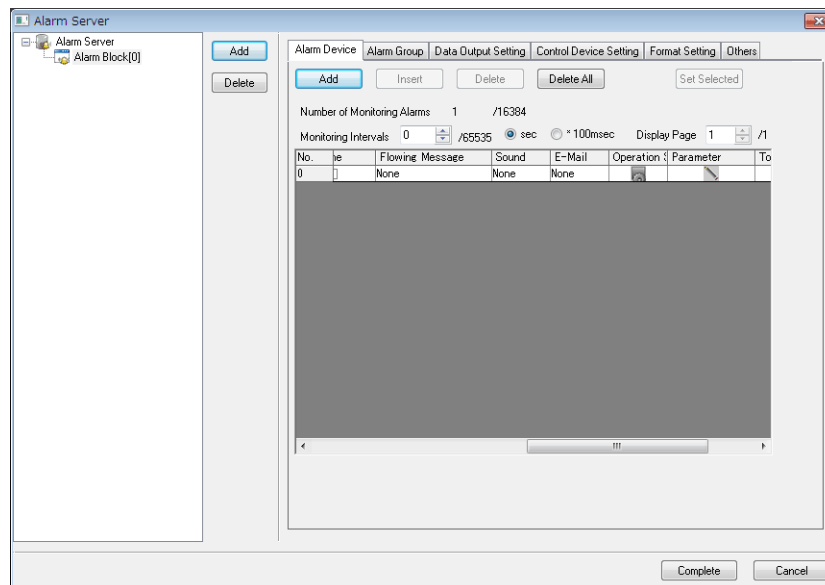 Alarm Server
Alarm Server
Alarm Block[0]
Add
Delete
Alarm Device Alarm Group Data Output Setting Control Device Setting Format Setting Others
Add Insert Delete Delete All Set Selected
Number of Monitoring Alarms 1 /16384
Monitoring Intervals 0 /65535 sec * 100msec Display Page 1 /1
No. Flowing Message Sound E-Mail Operation Parameter To
0 None None None
Complete Cancel